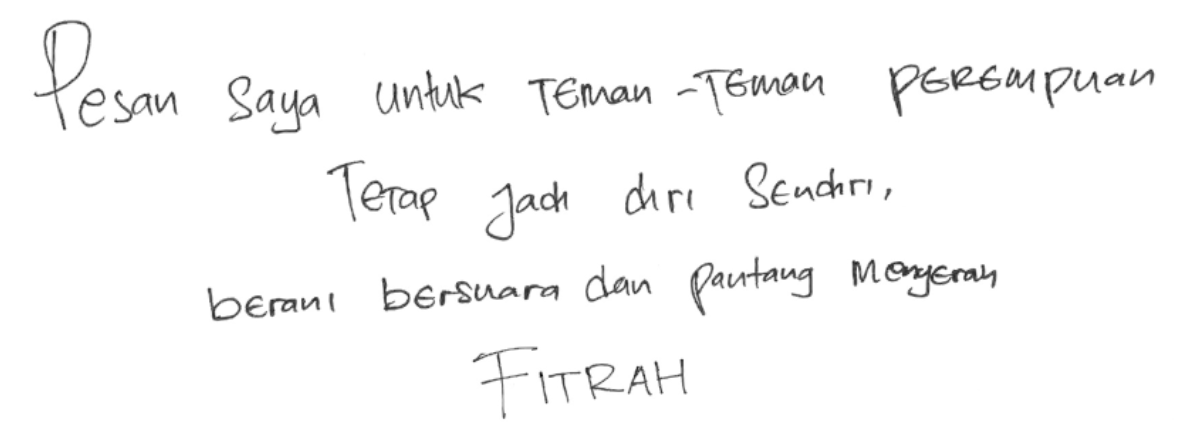 Pesan saya untuk Teman-Teman perempuan
Tetap jadi diri sendiri,
berani bersuara dan pantang menyerah
FITRAH